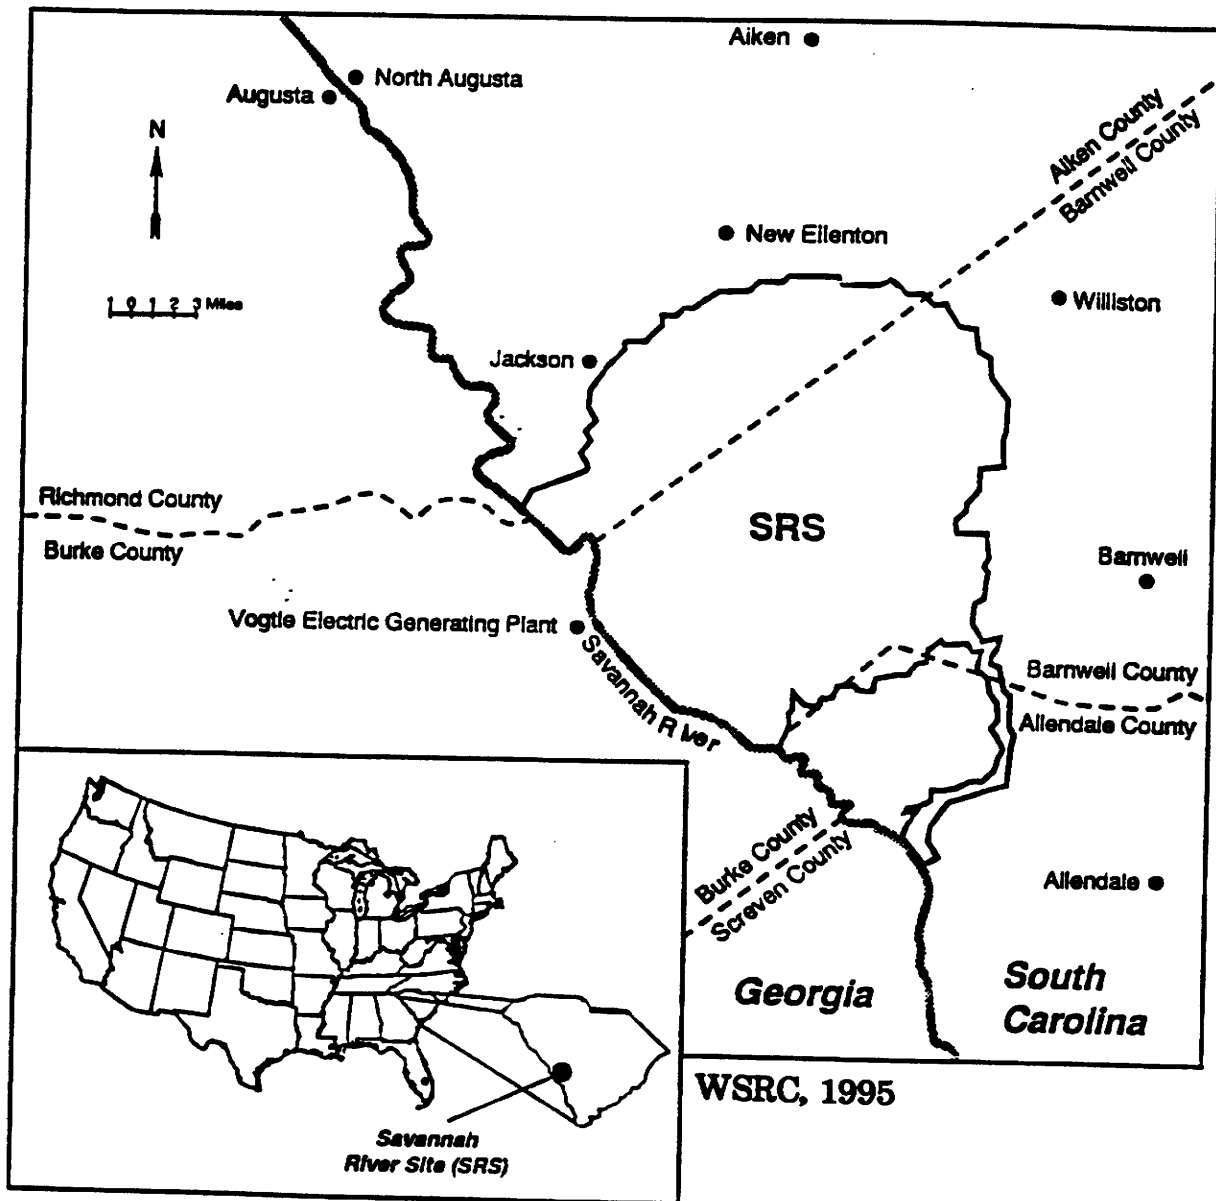 Aiken
North Augusta
Augusta
N
Aiken County
Barnwell County
New Ellenton
1 0 1 2 3 Miles
Williston
Jackson
Richmond County
Burke County
SRS
Barnwell
Vogtle Electric Generating Plant
Savannah River
Barnwell County
Allendale County
Burke County
Screven County
Allendale
Georgia
South
Carolina
WSRC, 1995
Savannah
River Site (SRS)